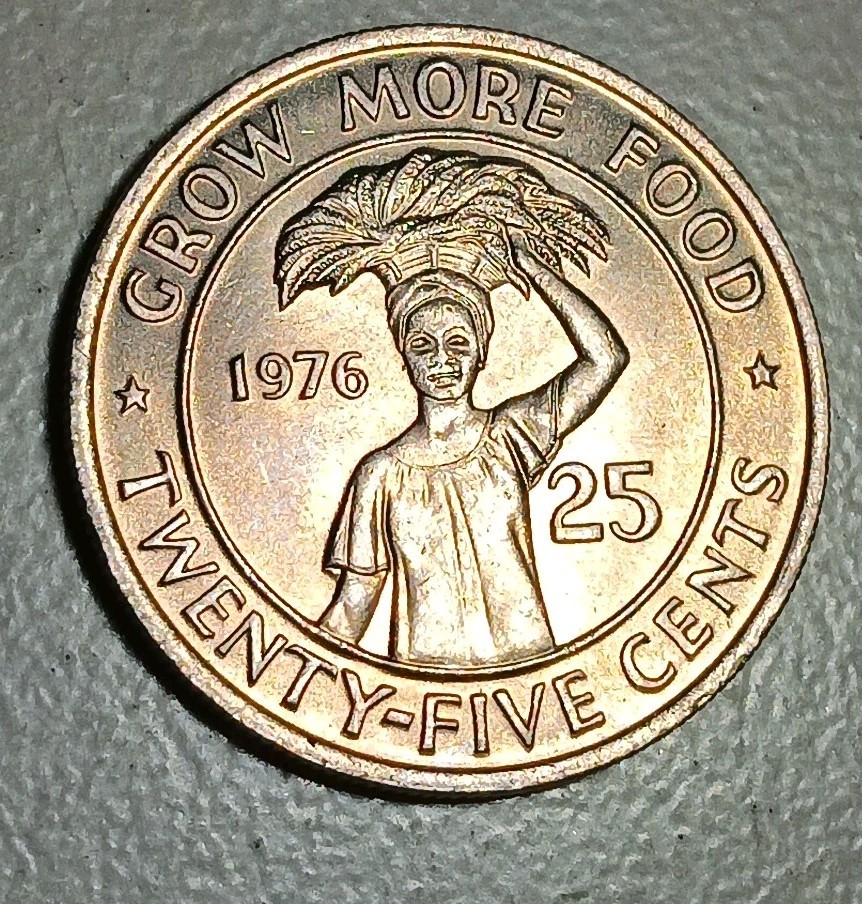 GROW MORE FOOD
1976
25
TWENTY-FIVE CENTS